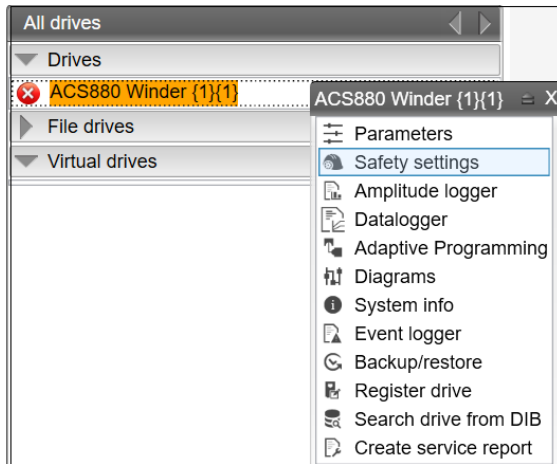 All drives
Drives
ACS880 Winder {1}{1}
File drives
Virtual drives
ACS880 Winder {1}{1} X
Parameters
Safety settings
Amplitude logger
Datalogger
Adaptive Programming
Diagrams
System info
Event logger
Backup/restore
Register drive
Search drive from DIB
Create service report